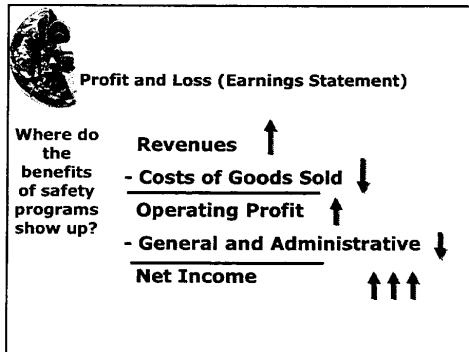 Profit and Loss (Earnings Statement)
Where do
the
benefits
of safety
programs
show up?
Revenues
- Costs of Goods Sold
Operating Profit
- General and Administrative
Net Income